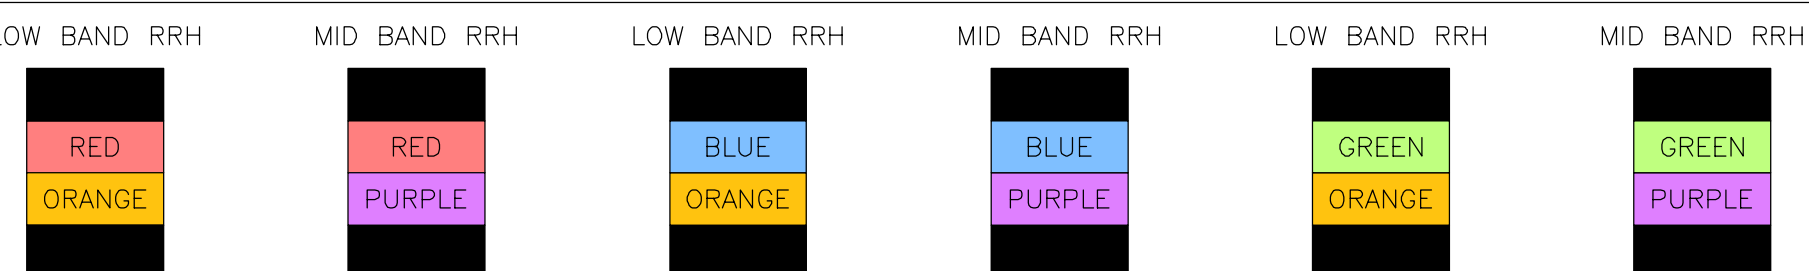 LOW BAND RRH MID BAND RRH LOW BAND RRH MID BAND RRH LOW BAND RRH MID BAND RRH
RED RED BLUE BLUE GREEN GREEN
ORANGE PURPLE ORANGE PURPLE ORANGE PURPLE